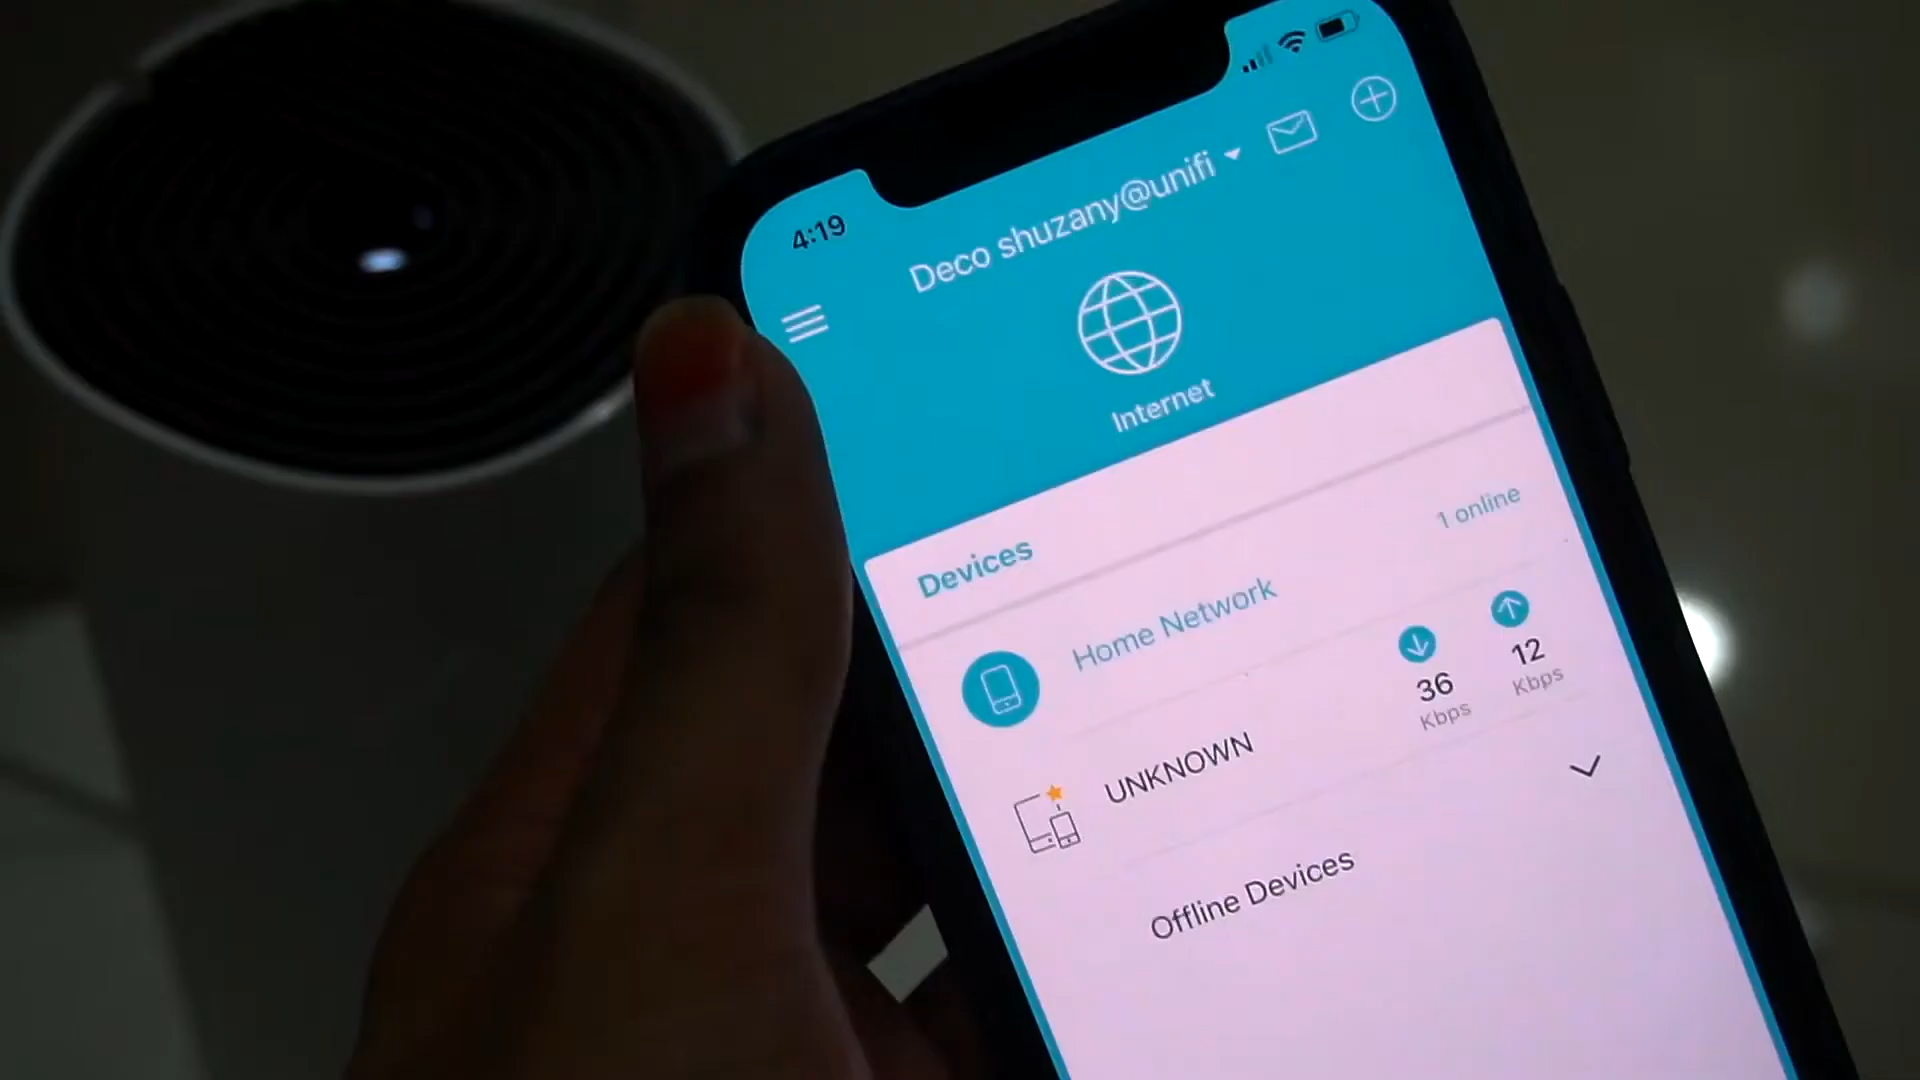 4:19
Deco shuzany@unifi
Internet
Devices
Home Network
1 online
UNKNOWN
36
Kbps
12
Kbps
Offline Devices